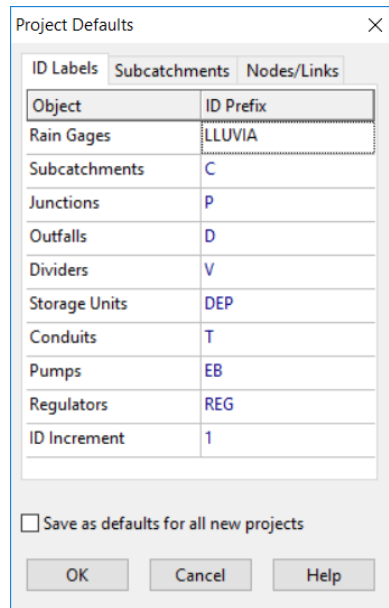 Project Defaults
ID Labels Subcatchments Nodes/Links
Object ID Prefix
Rain Gages LLUVIA
Subcatchments C
Junctions P
Outfalls D
Dividers V
Storage Units DEP
Conduits T
Pumps EB
Regulators REG
ID Increment 1
Save as defaults for all new projects
OK Cancel Help